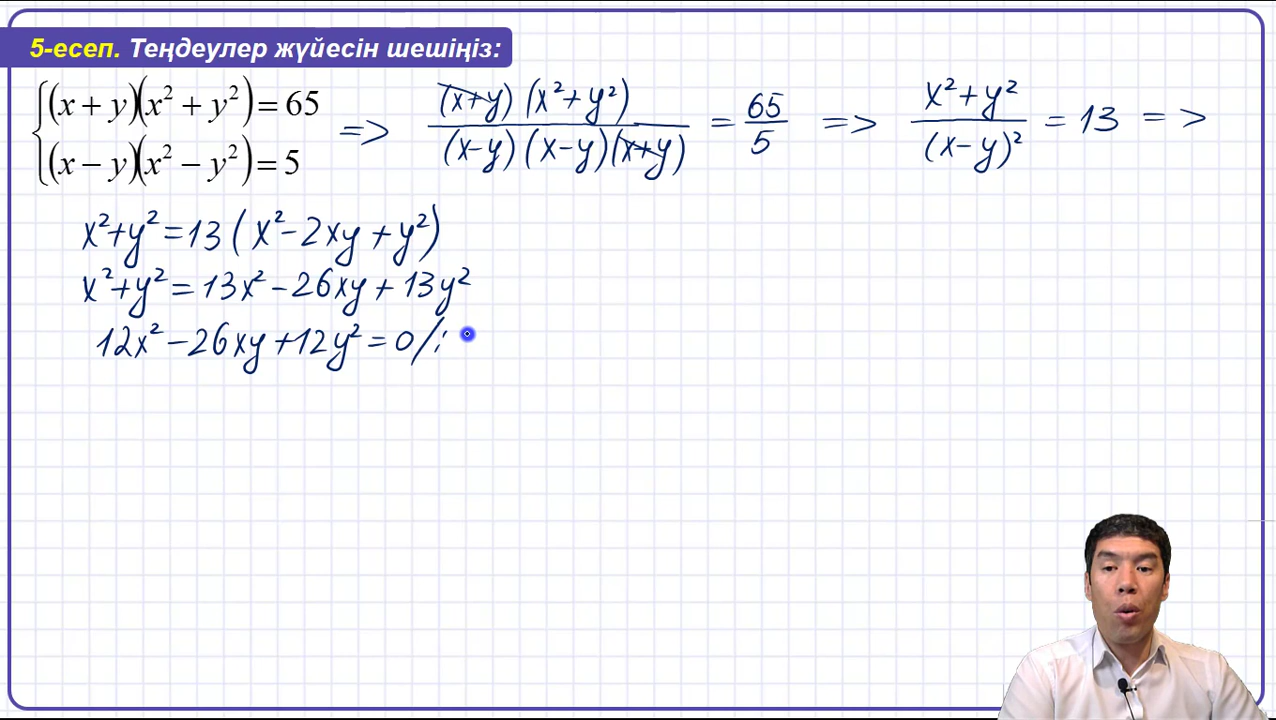 5-есеп. Теңдеулер жүйесін шешіңіз:
{(x + y)(x² + y²) = 65
(x − y)(x² − y²) = 5
=> (x+y)(x²+y²) / (x-y)(x-y)(x+y) = 65/5 => x²+y² / (x-y)² = 13 =>
x²+y² = 13(x²-2xy+y²)
x²+y² = 13x²-26xy+13y²
12x²-26xy+12y² = 0/: